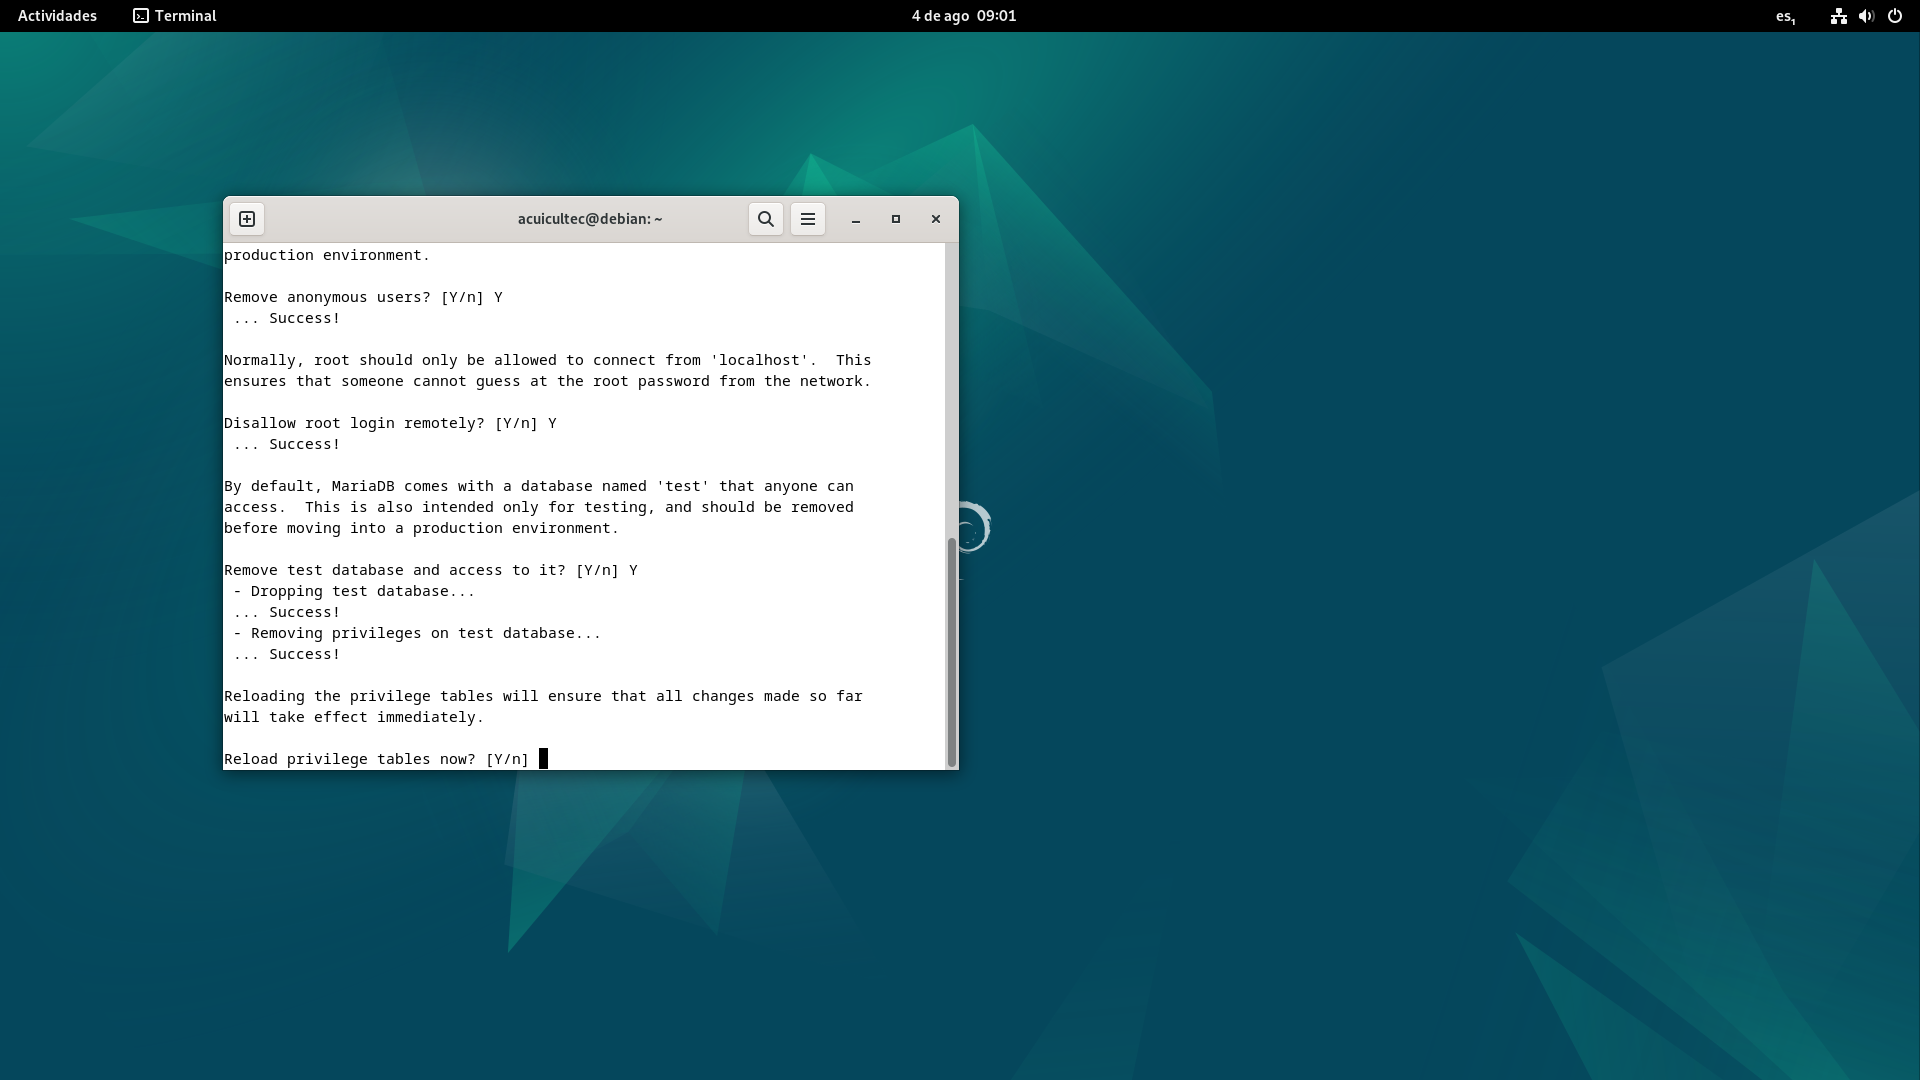 Actividades Terminal 4 de ago 09:01 es₁
acuicultec@debian: ~
production environment.
Remove anonymous users? [Y/n] Y
... Success!
Normally, root should only be allowed to connect from 'localhost'. This
ensures that someone cannot guess at the root password from the network.
Disallow root login remotely? [Y/n] Y
... Success!
By default, MariaDB comes with a database named 'test' that anyone can
access. This is also intended only for testing, and should be removed
before moving into a production environment.
Remove test database and access to it? [Y/n] Y
- Dropping test database...
... Success!
- Removing privileges on test database...
... Success!
Reloading the privilege tables will ensure that all changes made so far
will take effect immediately.
Reload privilege tables now? [Y/n]